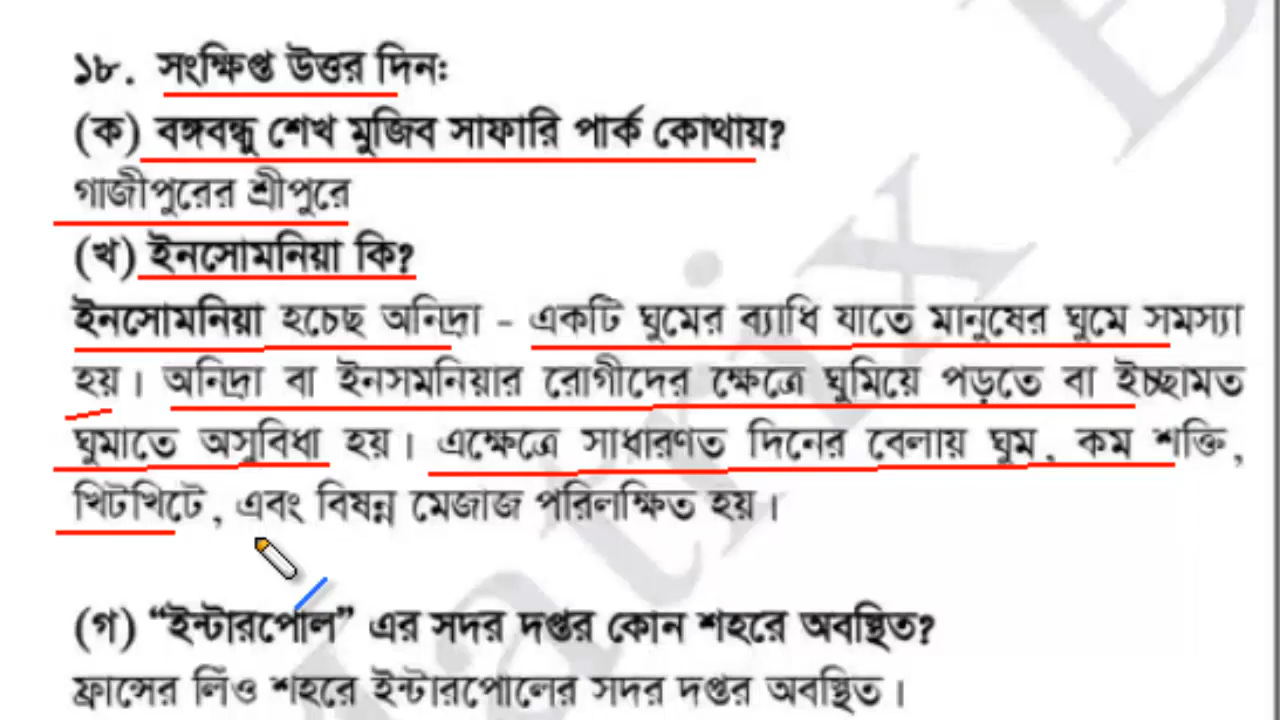 ১৮. সংক্ষিপ্ত উত্তর দিনঃ
(ক) বঙ্গবন্ধু শেখ মুজিব সাফারি পার্ক কোথায়?
গাজীপুরের শ্রীপুরে
(খ) ইনসোমনিয়া কি?
ইনসোমনিয়া হচেছ অনিদ্রা - একটি ঘুমের ব্যাধি যাতে মানুষের ঘুমে সমস্যা
হয়। অনিদ্রা বা ইনসমনিয়ার রোগীদের ক্ষেত্রে ঘুমিয়ে পড়তে বা ইচ্ছামত
ঘুমাতে অসুবিধা হয়। এক্ষেত্রে সাধারণত দিনের বেলায় ঘুম, কম শক্তি,
খিটখিটে, এবং বিষন্ন মেজাজ পরিলক্ষিত হয়।
(গ) “ইন্টারপোল” এর সদর দপ্তর কোন শহরে অবস্থিত?
ফ্রান্সের লিঁও শহরে ইন্টারপোলের সদর দপ্তর অবস্থিত।